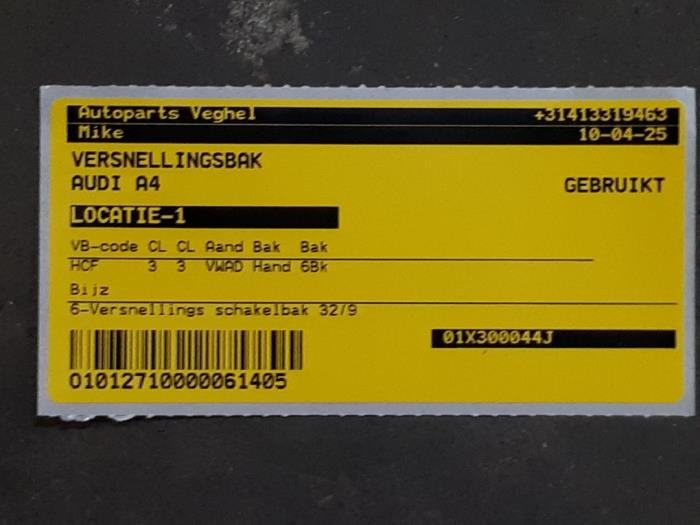 Autoparts Veghel +31413319463
Mike 10-04-25
VERSNELLINGSBAK
AUDI A4 GEBRUIKT
LOCATIE-1
VB-code CL CL Aand Bak Bak
HCF 3 3 VWAD Hand 6Bk
Bijz
6-Versnellings schakelbak 32/9
01X300044J
01012710000061405